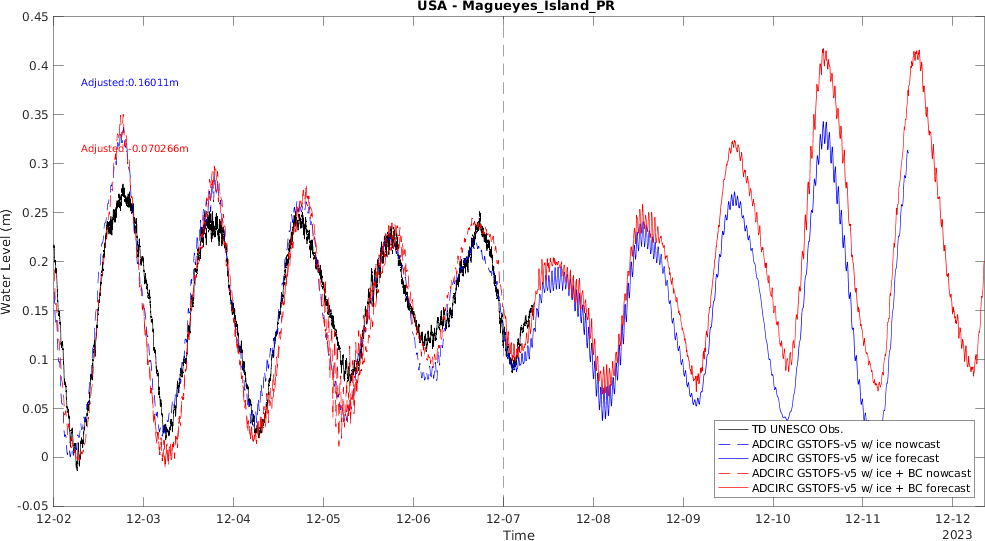 USA - Magueyes_Island_PR
0.45
0.4
0.35
0.3
0.25
0.2
0.15
0.1
0.05
0
-0.05
Water Level (m)
Adjusted:0.16011m
Adjusted:-0.070266m
12-02
12-03
12-04
12-05
12-06
12-07
12-08
12-09
12-10
12-11
12-12
2023
Time
TD UNESCO Obs.
ADCIRC GSTOFS-v5 w/ ice nowcast
ADCIRC GSTOFS-v5 w/ ice forecast
ADCIRC GSTOFS-v5 w/ ice + BC nowcast
ADCIRC GSTOFS-v5 w/ ice + BC forecast